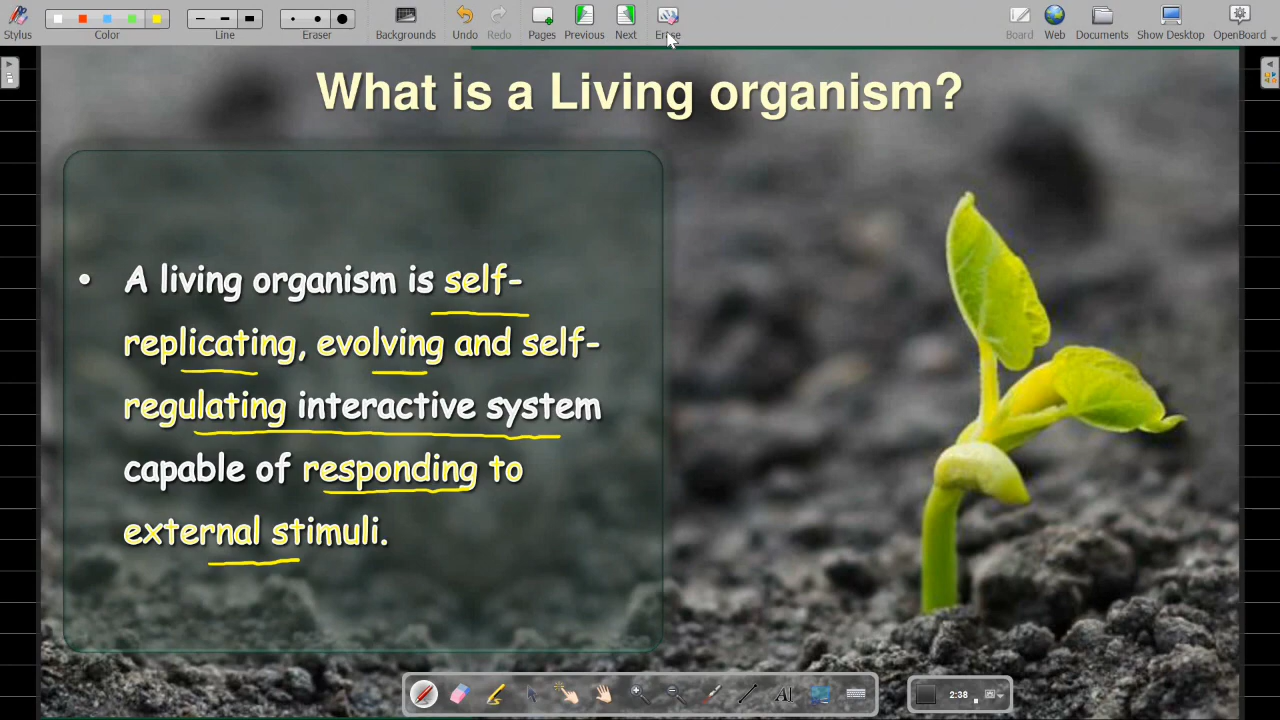 Stylus
Color
Line
Eraser
Backgrounds
Undo
Redo
Pages
Previous
Next
Erase
Board
Web
Documents
Show Desktop
OpenBoard
What is a Living organism?
• A living organism is self-
replicating, evolving and self-
regulating interactive system
capable of responding to
external stimuli.
AI
2:38